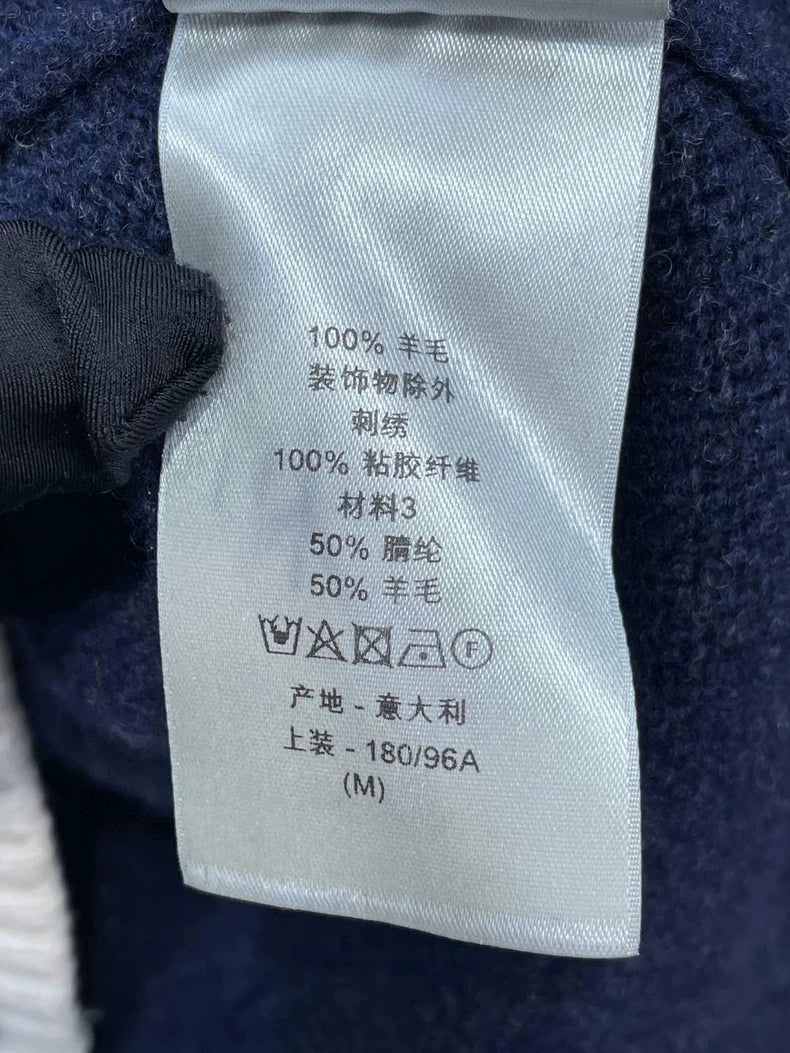 100% 羊毛
装饰物除外
刺绣
100% 粘胶纤维
材料3
50% 腈纶
50% 羊毛
F
产地 - 意大利
上装 - 180/96A
(M)